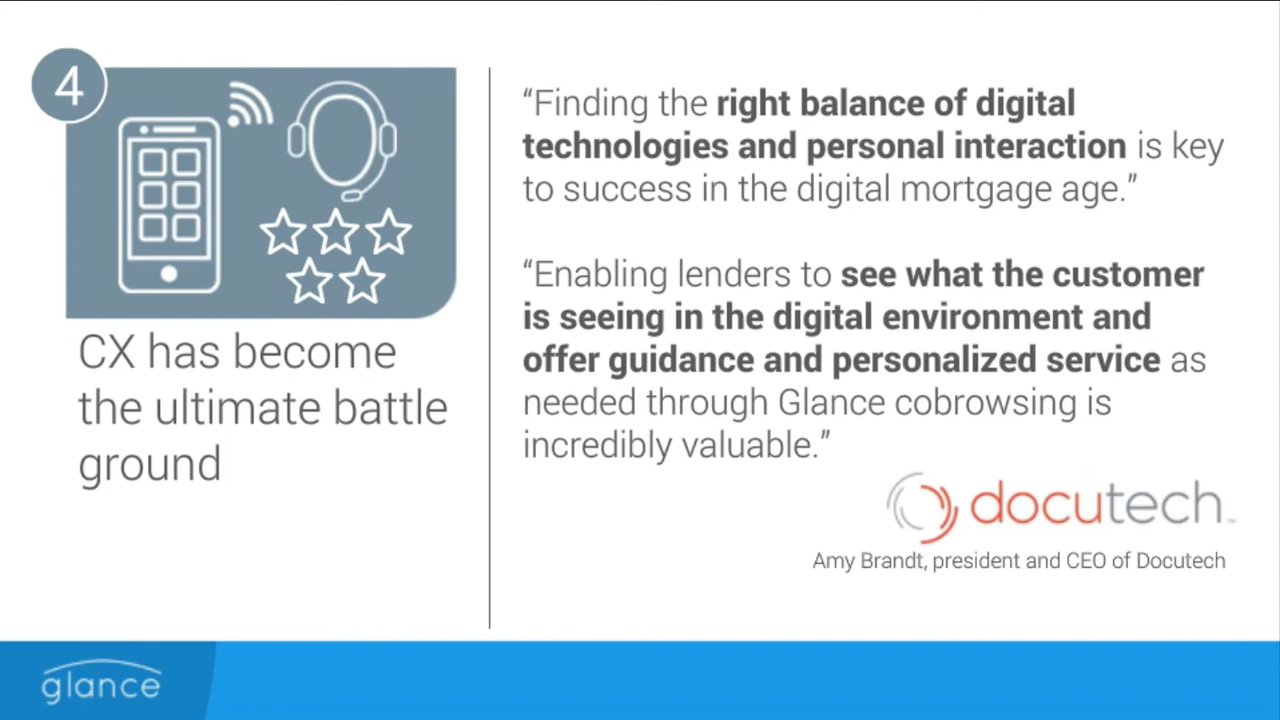 4
CX has become
the ultimate battle
ground
“Finding the right balance of digital
technologies and personal interaction is key
to success in the digital mortgage age.”
“Enabling lenders to see what the customer
is seeing in the digital environment and
offer guidance and personalized service as
needed through Glance cobrowsing is
incredibly valuable.”
docutech
Amy Brandt, president and CEO of Docutech
glance